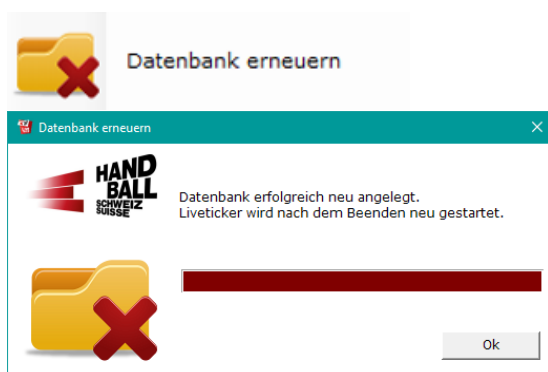 Datenbank erneuern
Datenbank erneuern
HAND
BALL
SCHWEIZ
SUISSE
Datenbank erfolgreich neu angelegt.
Liveticker wird nach dem Beenden neu gestartet.
Ok